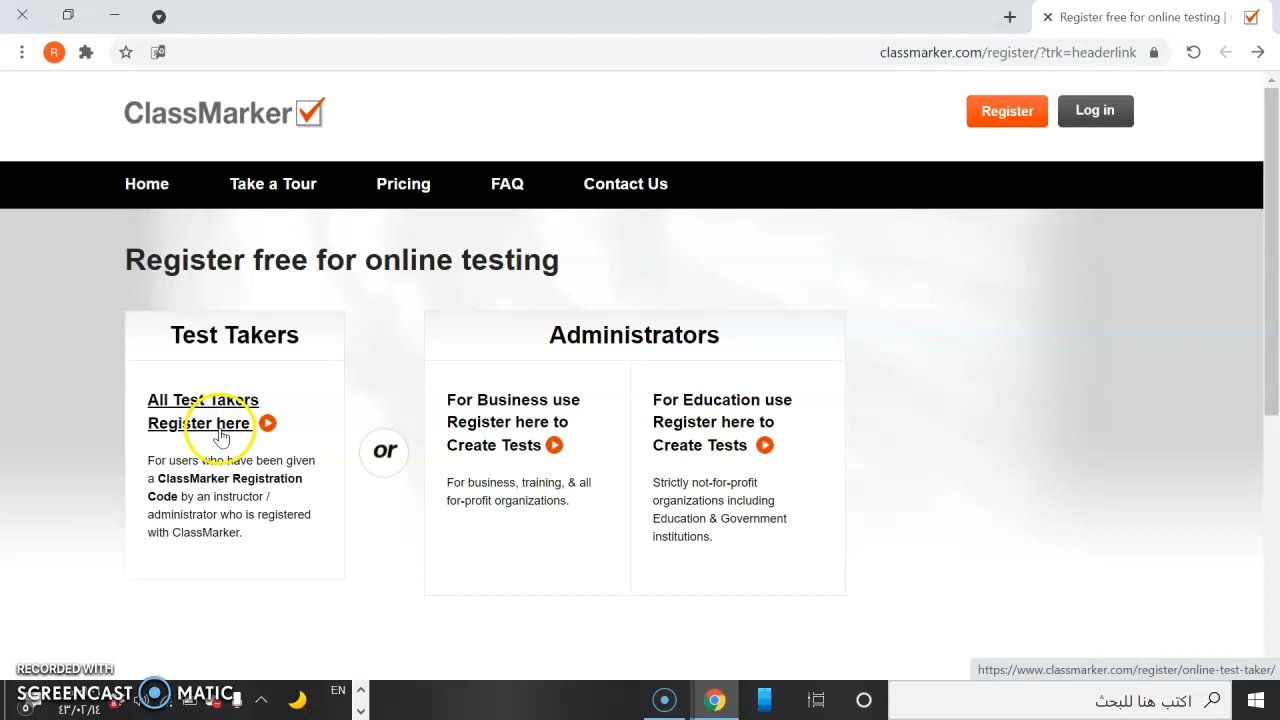 Register free for online testing |
R
classmarker.com/register/?trk=headerlink
ClassMarker
Register
Log in
Home
Take a Tour
Pricing
FAQ
Contact Us
Register free for online testing
Test Takers
All Test Takers
Register here
For users who have been given
a ClassMarker Registration
Code by an instructor /
administrator who is registered
with ClassMarker.
or
Administrators
For Business use
Register here to
Create Tests
For business, training, & all
for-profit organizations.
For Education use
Register here to
Create Tests
Strictly not-for-profit
organizations including
Education & Government
institutions.
https://www.classmarker.com/register/online-test-taker/
RECORDED WITH
SCREENCAST MATIC
EN
٤٣/٠٢/١٤
اكتب هنا للبحث